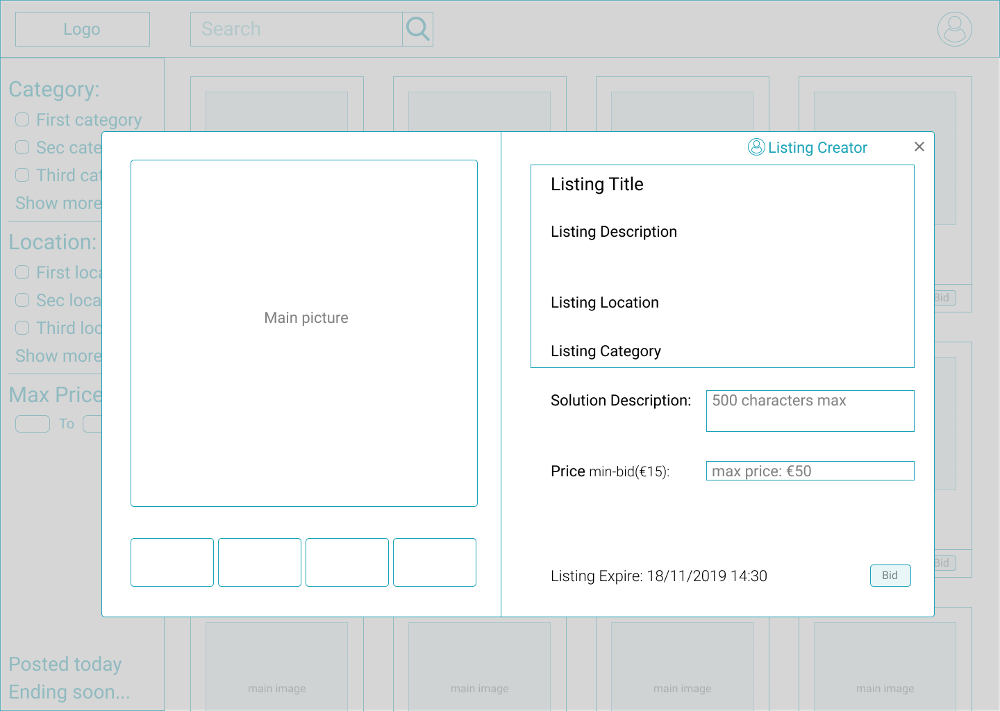 Logo
Search
Category:
First category
Sec cate
Third cat
Show more
Location:
First loca
Sec loca
Third loc
Show more
Max Price
To
Posted today
Ending soon...
Main picture
Listing Creator
Listing Title
Listing Description
Listing Location
Listing Category
Solution Description: 500 characters max
Price min-bid(€15): max price: €50
Listing Expire: 18/11/2019 14:30 Bid
Bid
Bid
main image main image main image main image